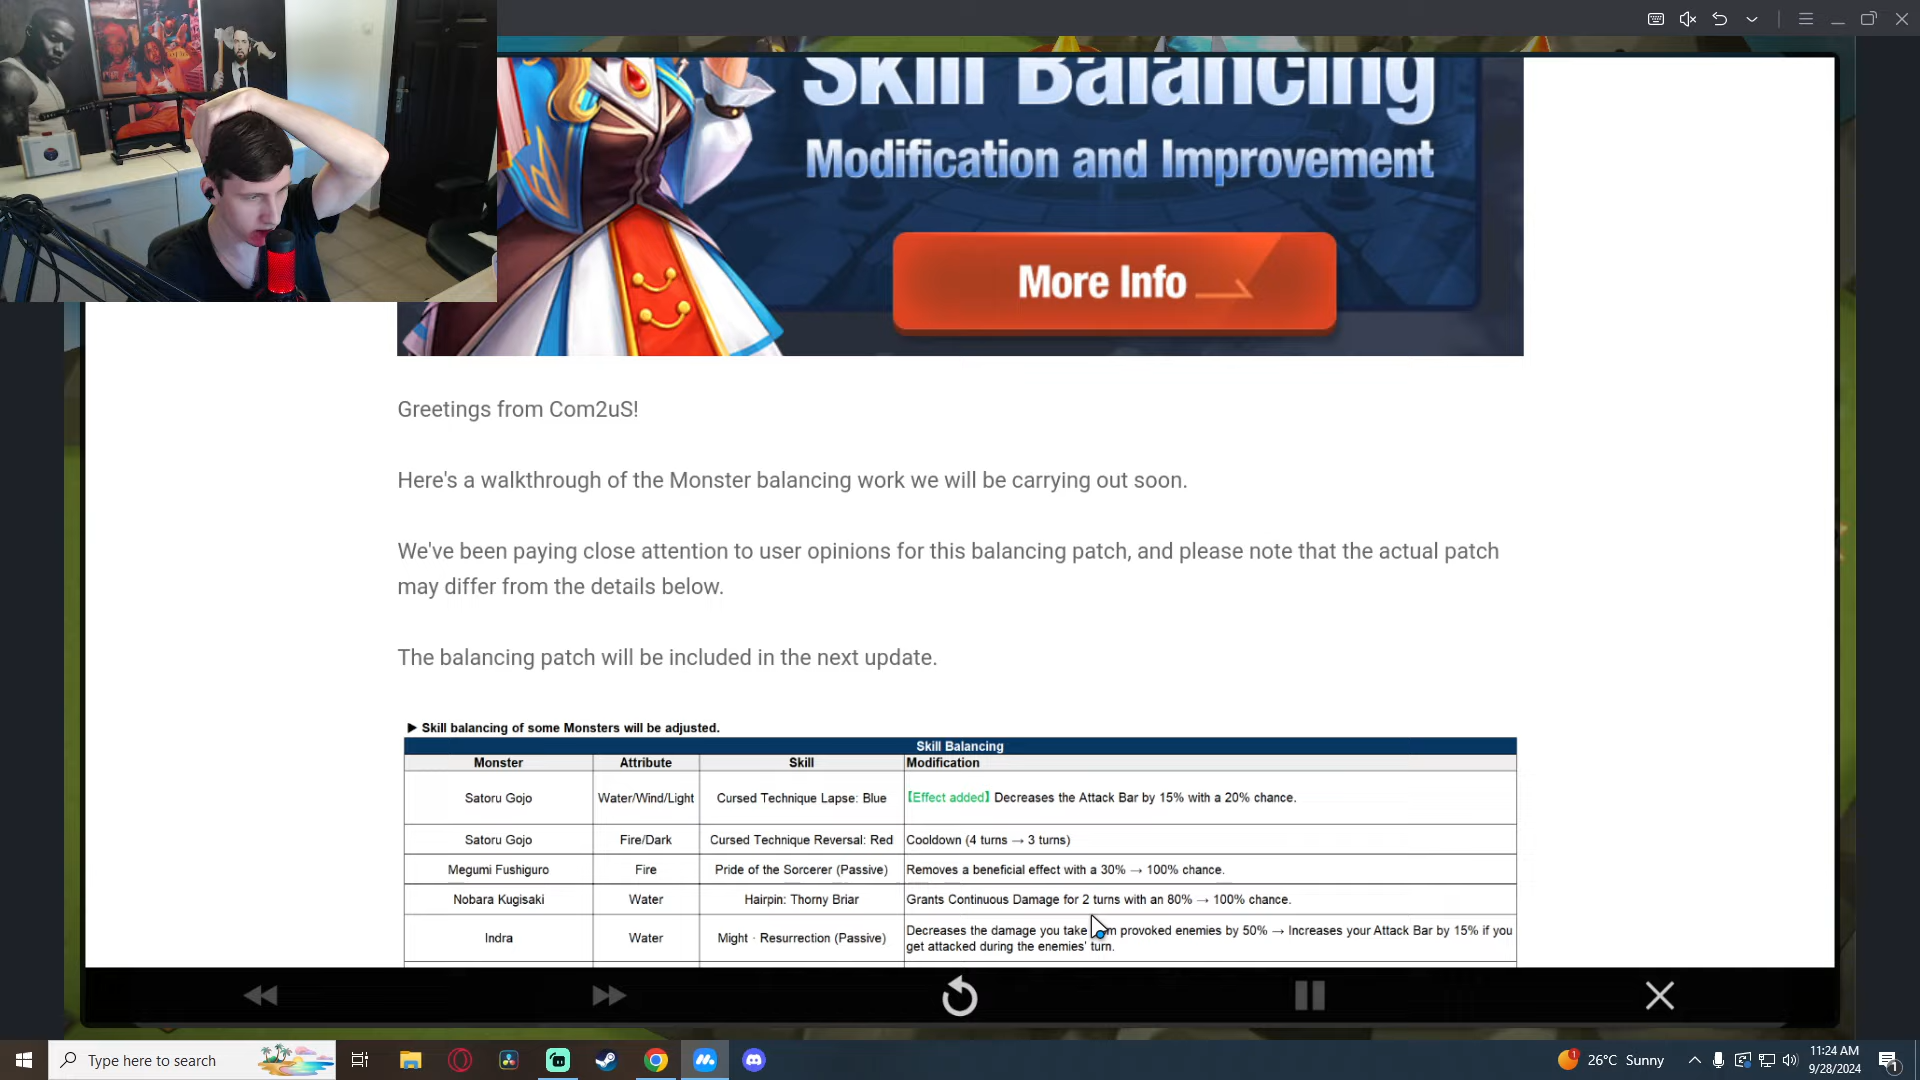 Skill Balancing
Modification and Improvement
More Info
Greetings from Com2uS!
Here's a walkthrough of the Monster balancing work we will be carrying out soon.
We've been paying close attention to user opinions for this balancing patch, and please note that the actual patch
may differ from the details below.
The balancing patch will be included in the next update.
▶ Skill balancing of some Monsters will be adjusted.
Skill Balancing
Monster Attribute Skill Modification
Satoru Gojo Water/Wind/Light Cursed Technique Lapse: Blue 【Effect added】 Decreases the Attack Bar by 15% with a 20% chance.
Satoru Gojo Fire/Dark Cursed Technique Reversal: Red Cooldown (4 turns → 3 turns)
Megumi Fushiguro Fire Pride of the Sorcerer (Passive) Removes a beneficial effect with a 30% → 100% chance.
Nobara Kugisaki Water Hairpin: Thorny Briar Grants Continuous Damage for 2 turns with an 80% → 100% chance.
Indra Water Might · Resurrection (Passive) Decreases the damage you take provoked enemies by 50% → Increases your Attack Bar by 15% if you
get attacked during the enemies' turn.
Type here to search
1
26°C Sunny
11:24 AM
9/28/2024
1